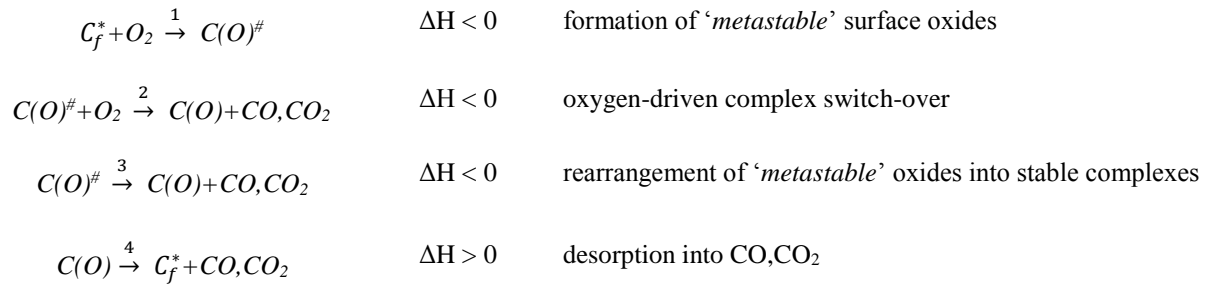 C*f+O2 →1 C(O)# ΔH < 0 formation of ‘metastable’ surface oxides
C(O)#+O2 →2 C(O)+CO,CO2 ΔH < 0 oxygen-driven complex switch-over
C(O)# →3 C(O)+CO,CO2 ΔH < 0 rearrangement of ‘metastable’ oxides into stable complexes
C(O) →4 C*f+CO,CO2 ΔH > 0 desorption into CO,CO2